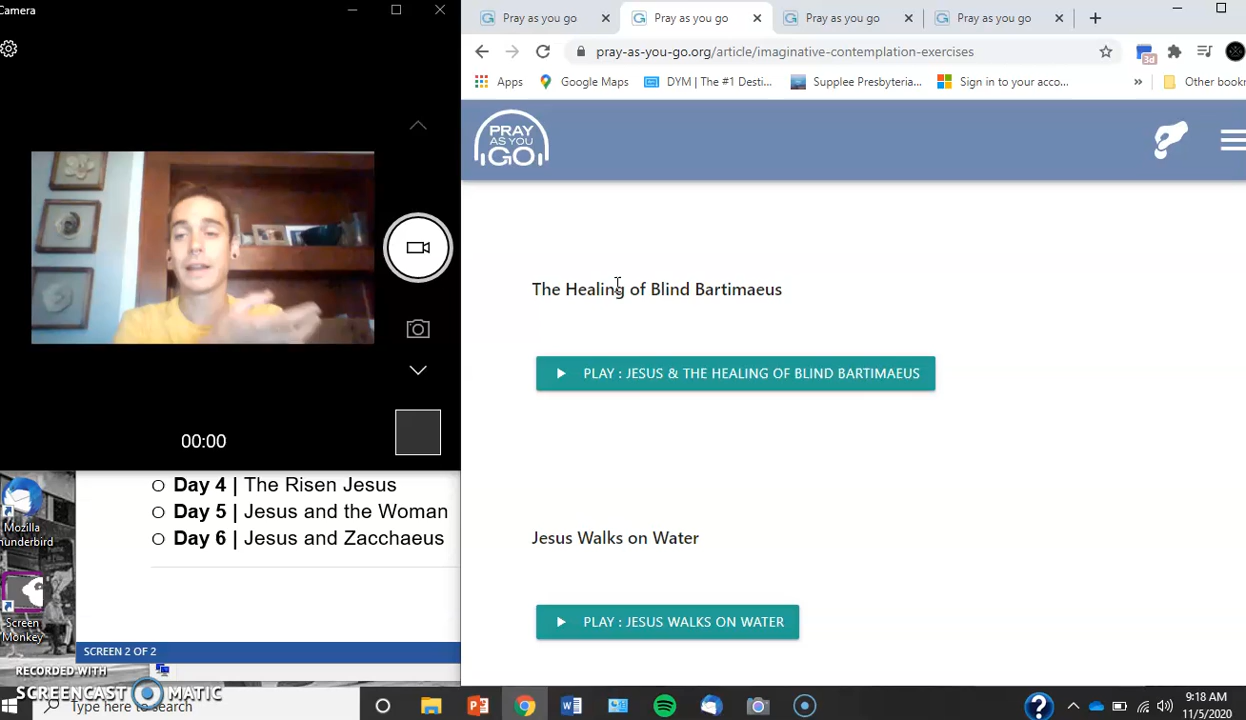 Camera
00:00
Day 4 | The Risen Jesus
Day 5 | Jesus and the Woman
Day 6 | Jesus and Zacchaeus
Mozilla
hunderbird
Screen
Monkey
SCREEN 2 OF 2
RECORDED WITH
SCREENCAST MATIC
Type here to search
Pray as you go
Pray as you go
Pray as you go
Pray as you go
pray-as-you-go.org/article/imaginative-contemplation-exercises
3d
Apps
Google Maps
DYM | The #1 Desti...
Supplee Presbyteria...
Sign in to your acco...
Other bookr
PRAY
AS YOU
GO
The Healing of Blind Bartimaeus
PLAY : JESUS & THE HEALING OF BLIND BARTIMAEUS
Jesus Walks on Water
PLAY : JESUS WALKS ON WATER
9:18 AM
11/5/2020